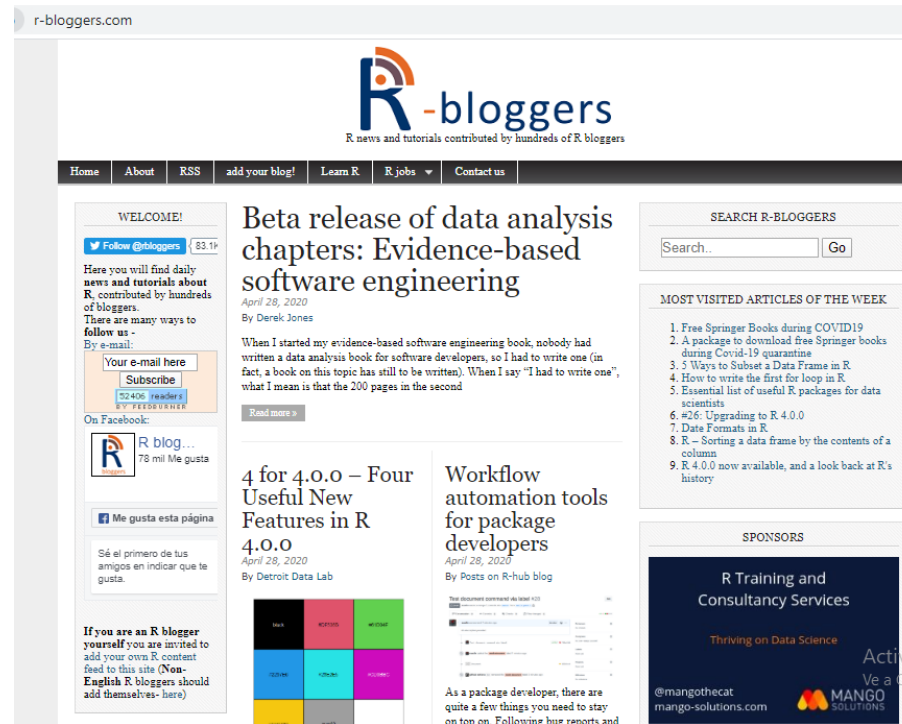 r-bloggers.com
R -bloggers
R news and tutorials contributed by hundreds of R bloggers
Home About RSS add your blog! Learn R R jobs Contact us
WELCOME!
Follow @rbloggers 83.1K
Here you will find daily
news and tutorials about
R, contributed by hundreds
of bloggers.
There are many ways to
follow us -
By e-mail:
Your e-mail here
Subscribe
52406 readers
BY FEEDBURNER
On Facebook:
bloggers
R blog...
78 mil Me gusta
Me gusta esta página
Sé el primero de tus
amigos en indicar que te
gusta.
If you are an R blogger
yourself you are invited to
add your own R content
feed to this site (Non-
English R bloggers should
add themselves- here)
Beta release of data analysis
chapters: Evidence-based
software engineering
April 28, 2020
By Derek Jones
When I started my evidence-based software engineering book, nobody had
written a data analysis book for software developers, so I had to write one (in
fact, a book on this topic has still to be written). When I say “I had to write one”,
what I mean is that the 200 pages in the second
Read more »
4 for 4.0.0 – Four
Useful New
Features in R
4.0.0
April 28, 2020
By Detroit Data Lab
black
Workflow
automation tools
for package
developers
April 28, 2020
By Posts on R-hub blog
Test document command via label #23
As a package developer, there are
quite a few things you need to stay
on top on. Following bug reports and
SEARCH R-BLOGGERS
Search..
Go
MOST VISITED ARTICLES OF THE WEEK
1. Free Springer Books during COVID19
2. A package to download free Springer books
during Covid-19 quarantine
3. 5 Ways to Subset a Data Frame in R
4. How to write the first for loop in R
5. Essential list of useful R packages for data
scientists
6. #26: Upgrading to R 4.0.0
7. Date Formats in R
8. R – Sorting a data frame by the contents of a
column
9. R 4.0.0 now available, and a look back at R's
history
SPONSORS
R Training and
Consultancy Services
Thriving on Data Science
Acti
Ve a
@mangothecat
mango-solutions.com
MANGO
SOLUTIONS